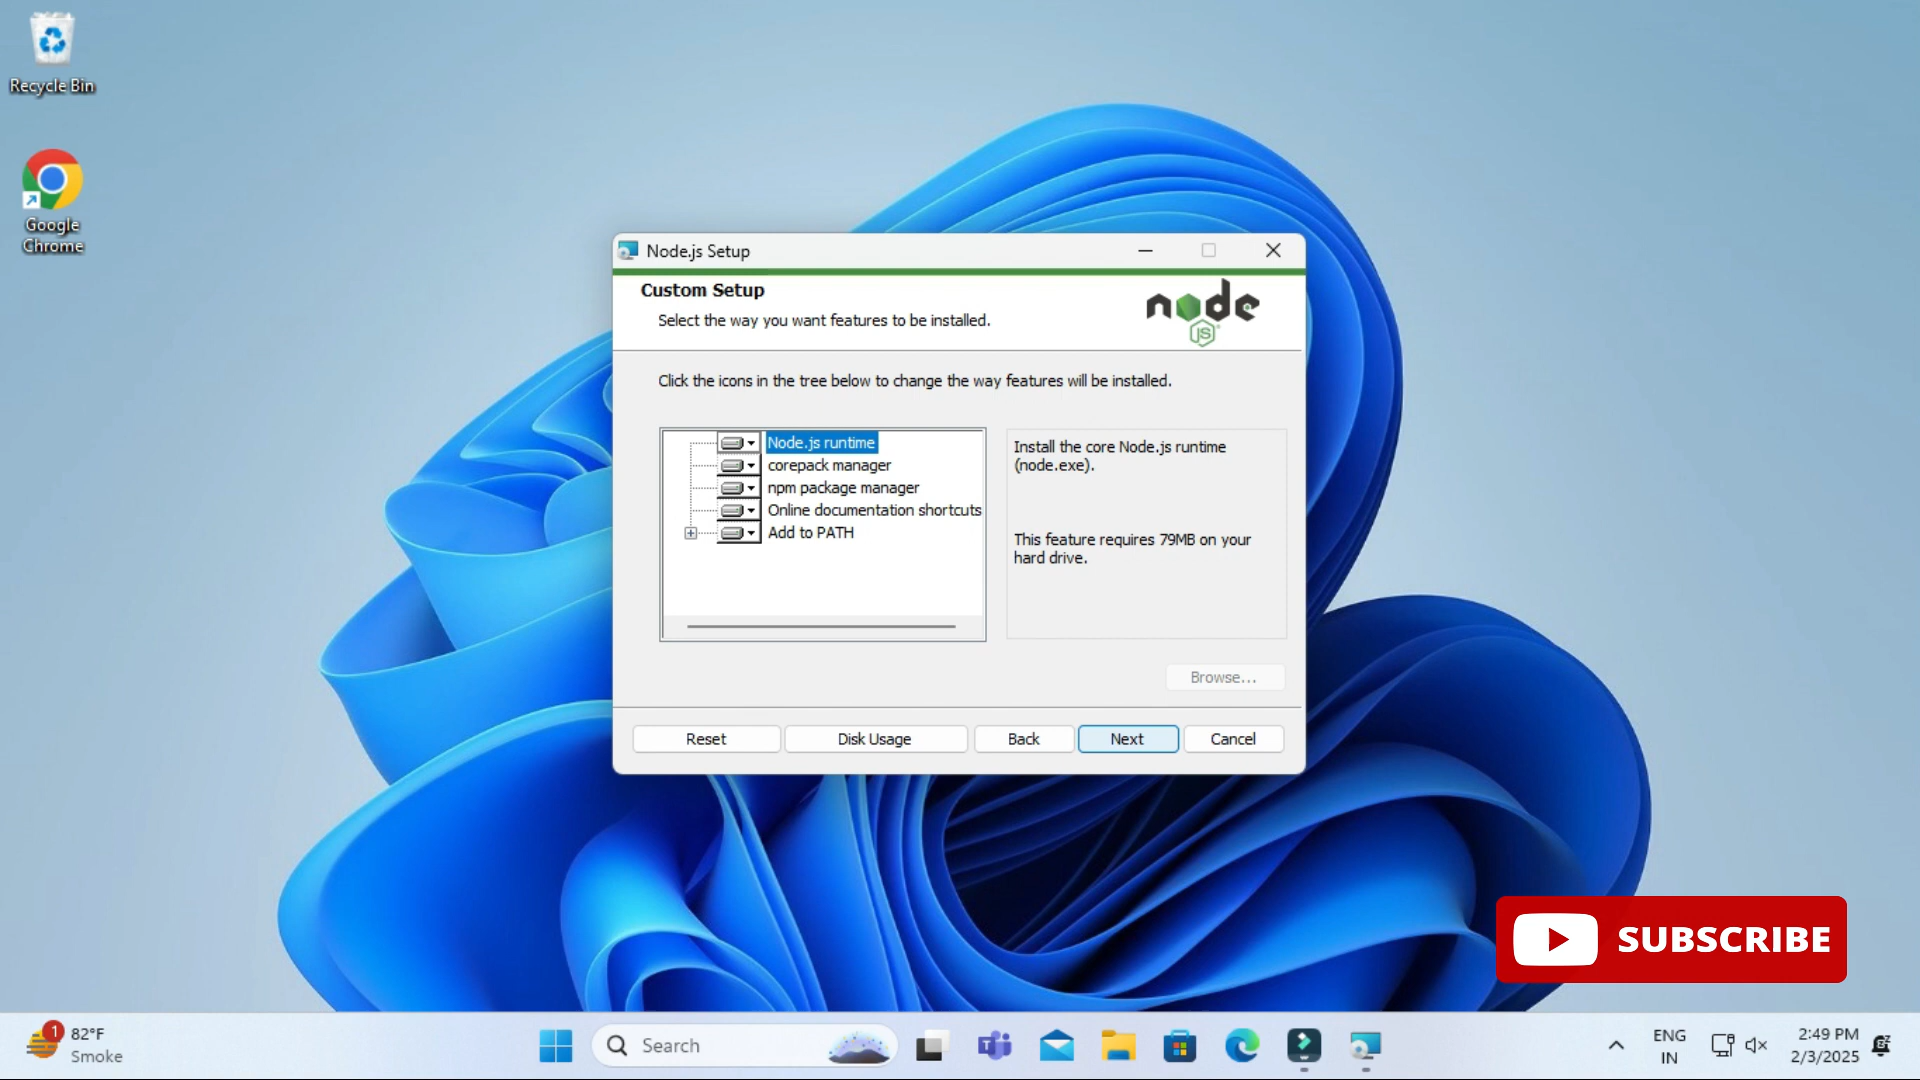 Recycle Bin
Google
Chrome
Node.js Setup
Custom Setup
Select the way you want features to be installed.
node
JS
Click the icons in the tree below to change the way features will be installed.
Node.js runtime
corepack manager
npm package manager
Online documentation shortcuts
Add to PATH
Install the core Node.js runtime
(node.exe).
This feature requires 79MB on your
hard drive.
Browse...
Reset
Disk Usage
Back
Next
Cancel
SUBSCRIBE
1
82°F
Smoke
Search
ENG
IN
2:49 PM
2/3/2025